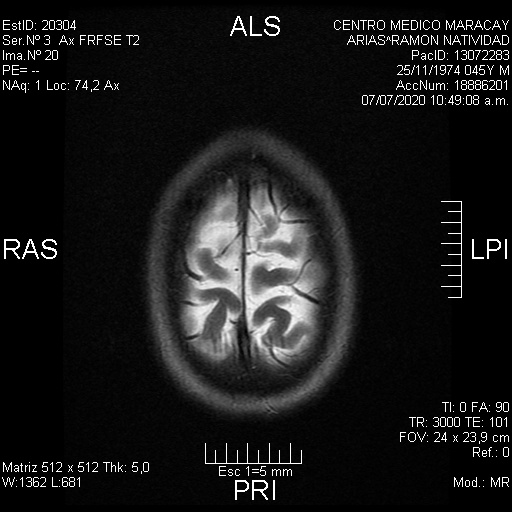 EstID: 20304
Ser.Nº 3 Ax FRFSE T2
Ima.Nº 20
PE= --
NAq: 1 Loc: 74,2 Ax
ALS
CENTRO MEDICO MARACAY
ARIAS^RAMON NATIVIDAD
PacID: 13072283
25/11/1974 045Y M
AccNum: 18886201
07/07/2020 10:49:08 a.m.
RAS
LPI
TI: 0 FA: 90
TR: 3000 TE: 101
FOV: 24 x 23,9 cm
Ref.: 0
Mod.: MR
Matriz 512 x 512 Thk: 5,0
W:1362 L:681
Esc 1=5 mm
PRI